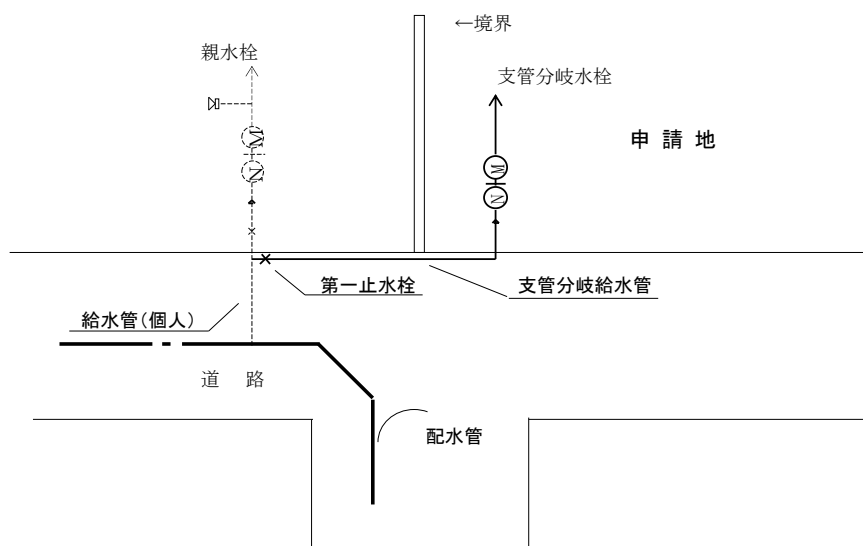 ←境界
親水栓
支管分岐水栓
申 請 地
M
N
M
N
第一止水栓
支管分岐給水管
給水管(個人)
道 路
配水管